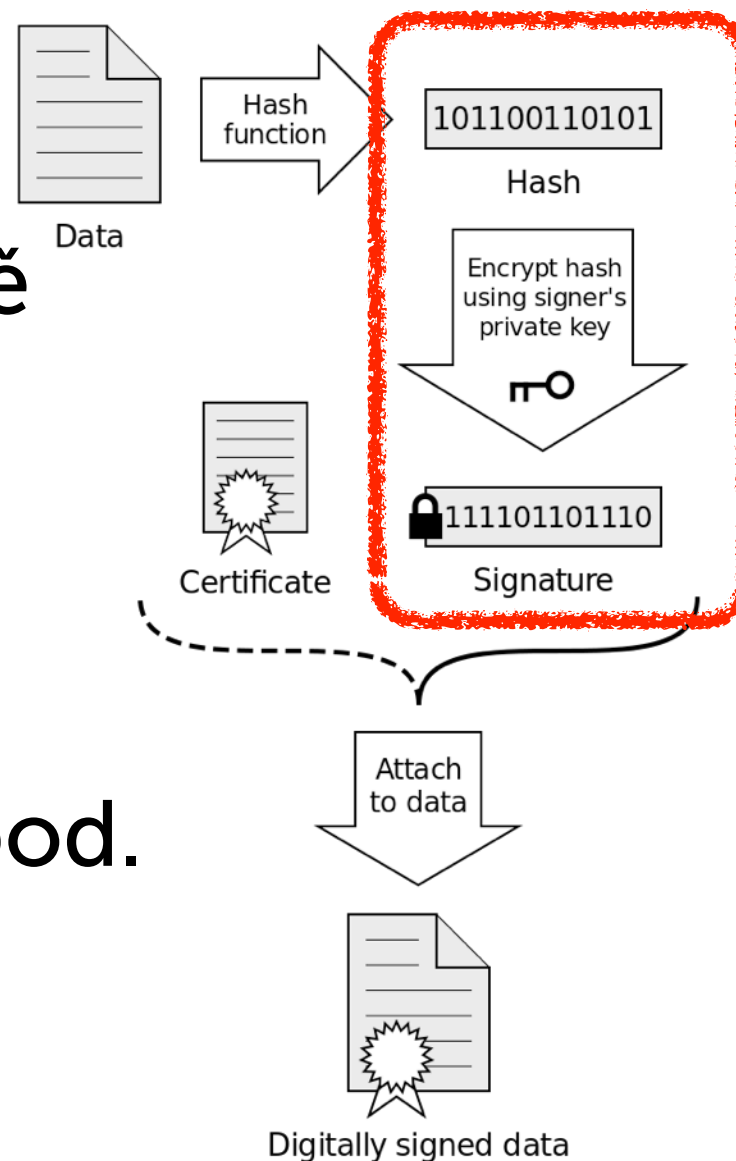 Hash
function
101100110101
Hash
Data
ě
Encrypt hash
using signer's
private key
111101101110
Certificate
Signature
Attach
to data
Digitally signed data